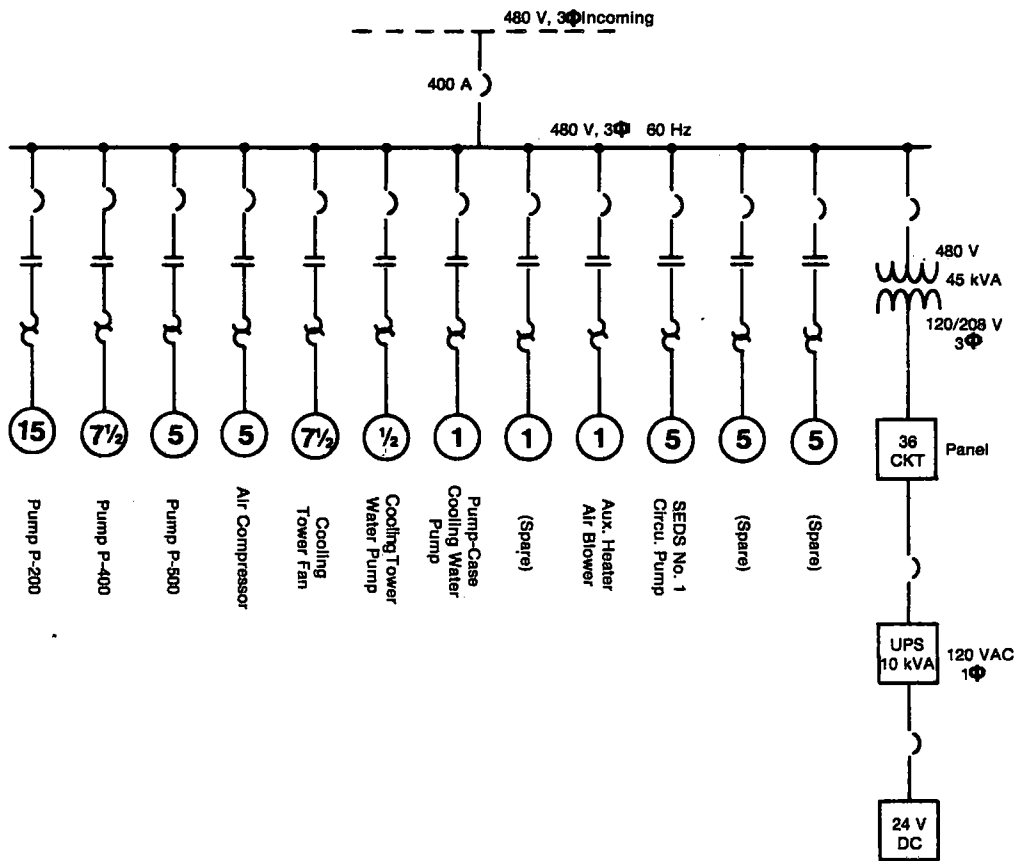 480 V, 3Φ Incoming
400 A
480 V, 3Φ 60 Hz
480 V
45 kVA
120/208 V
3Φ
15
7½
5
5
7½
½
1
1
1
5
5
5
36
CKT
Panel
Pump P-200
Pump P-400
Pump P-500
Air Compressor
Cooling
Tower Fan
Cooling Tower
Water Pump
Pump-Case
Cooling Water
Pump
(Spare)
Aux. Heater
Air Blower
SEDS No. 1
Circu. Pump
(Spare)
(Spare)
UPS
10 kVA
120 VAC
1Φ
24 V
DC